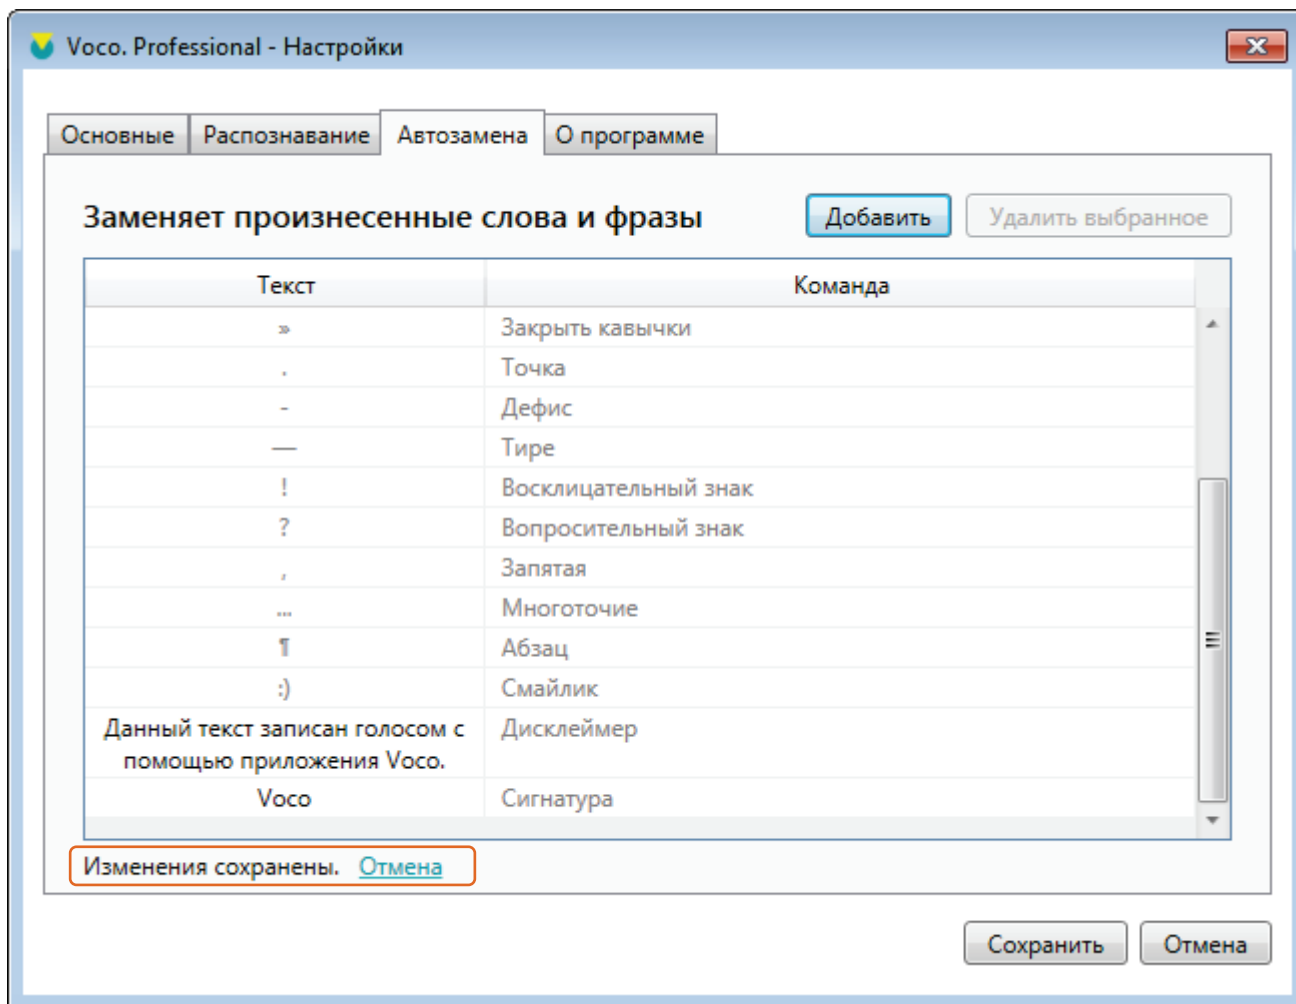 Voco. Professional - Настройки
Основные Распознавание Автозамена О программе
Заменяет произнесенные слова и фразы Добавить Удалить выбранное
Текст Команда
» Закрыть кавычки
. Точка
- Дефис
— Тире
! Восклицательный знак
? Вопросительный знак
, Запятая
... Многоточие
¶ Абзац
:) Смайлик
Данный текст записан голосом с Дисклеймер
помощью приложения Voco.
Voco Сигнатура
Изменения сохранены. Отмена
Сохранить Отмена